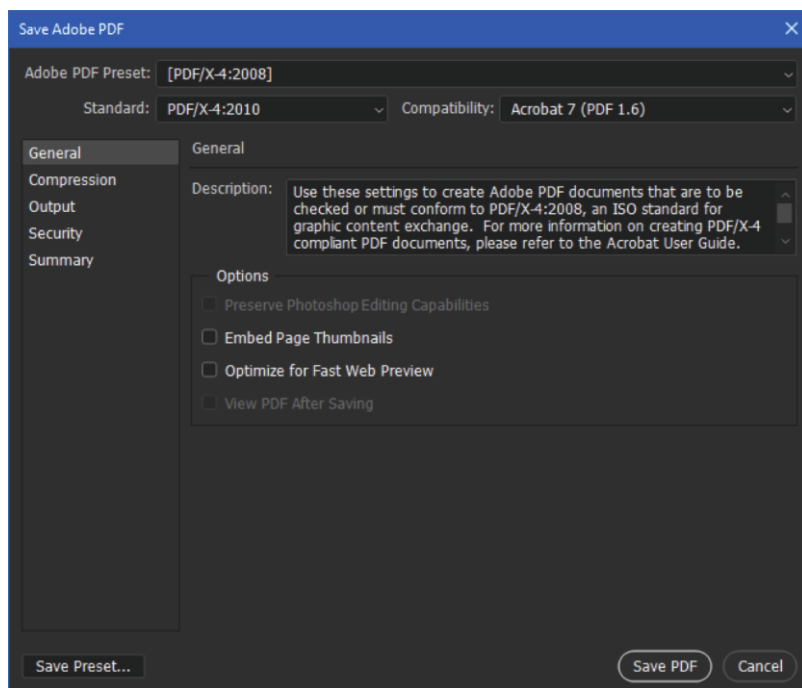 Save Adobe PDF
Adobe PDF Preset: [PDF/X-4:2008]
Standard: PDF/X-4:2010 Compatibility: Acrobat 7 (PDF 1.6)
General
Compression
Output
Security
Summary
General
Description: Use these settings to create Adobe PDF documents that are to be
checked or must conform to PDF/X-4:2008, an ISO standard for
graphic content exchange. For more information on creating PDF/X-4
compliant PDF documents, please refer to the Acrobat User Guide.
Options
Preserve Photoshop Editing Capabilities
Embed Page Thumbnails
Optimize for Fast Web Preview
View PDF After Saving
Save Preset... Save PDF Cancel